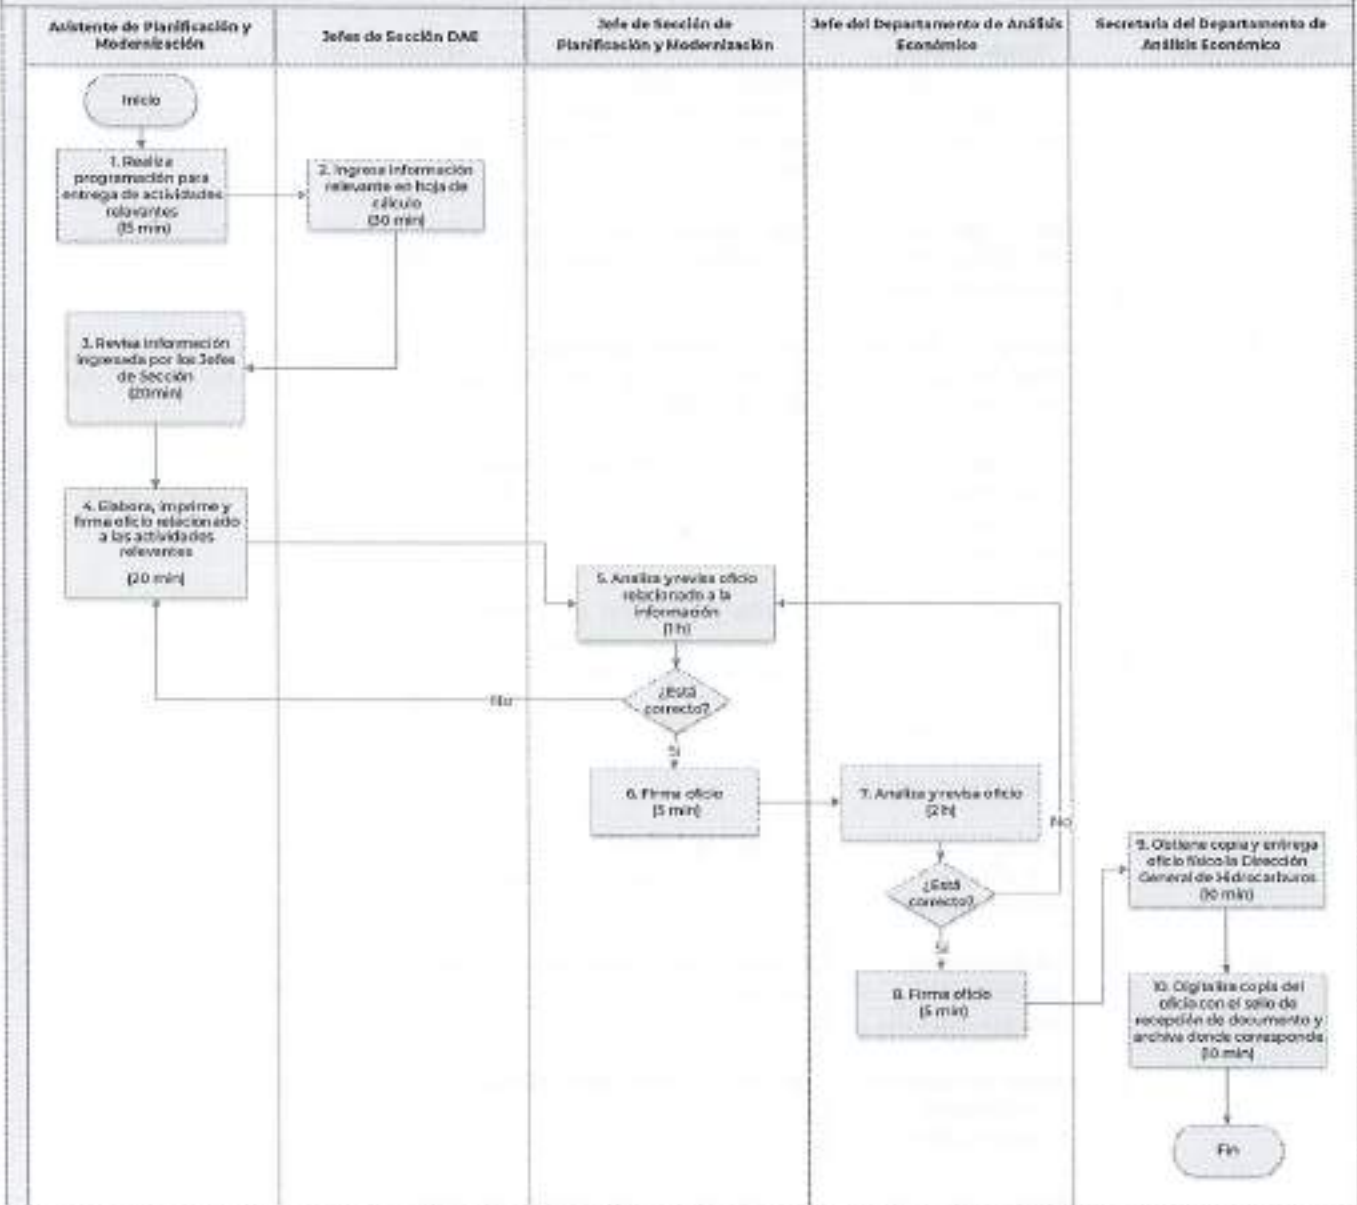 Asistente de Planificación y
Modernización
Jefes de Sección DAE
Jefe de Sección de
Planificación y Modernización
Jefe del Departamento de Análisis
Económico
Secretaria del Departamento de
Análisis Económico
Inicio
1. Realiza
programación para
entrega de actividades
relevantes
(15 min)
2. Ingresa información
relevante en hoja de
cálculo
(30 min)
3. Revisa información
ingresada por los Jefes
de Sección
(20min)
4. Elabora, imprime y
firma oficio relacionado
a las actividades
relevantes
(20 min)
5. Analiza y revisa oficio
relacionado a la
información
(1 h)
¿Está
correcto?
No
Si
6. Firma oficio
(5 min)
7. Analiza y revisa oficio
(2 h)
No
¿Está
correcto?
Si
8. Firma oficio
(5 min)
9. Obtiene copia y entrega
oficio físico la Dirección
General de Hidrocarburos
(10 min)
10. Digitaliza copia del
oficio con el sello de
recepción de documento y
archiva donde corresponde
(10 min)
Fin